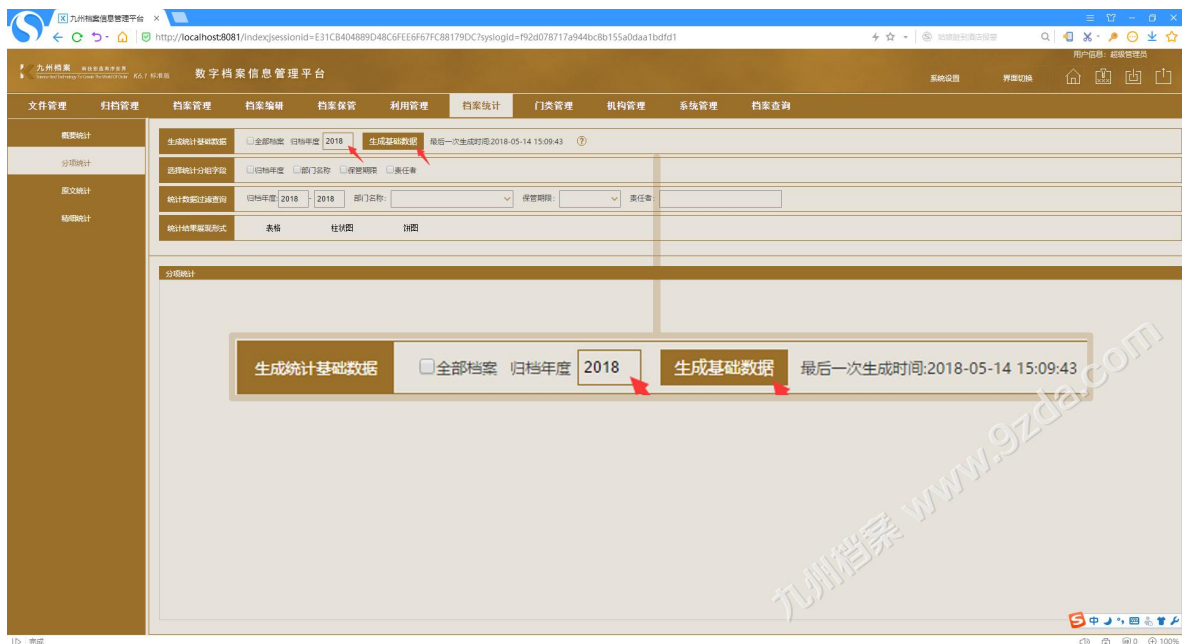 九州档案信息管理平台
http://localhost:8081/index;jsessionid=E31CB404889D48C6FEE6F67FC88179DC?syslogid=f92d078717a944bc8b155a0daa1bdfd1
用户信息: 超级管理员
九州档案 K6.1 标准版 数字档案信息管理平台 系统设置 界面切换
文件管理 归档管理 档案管理 档案编研 档案保管 利用管理 档案统计 门类管理 机构管理 系统管理 档案查询
概要统计
分项统计
原文统计
明细统计
生成统计基础数据 全部档案 归档年度 2018 生成基础数据 最后一次生成时间:2018-05-14 15:09:43 ?
选择统计分组字段 归档年度 部门名称 保管期限 责任者
统计数据过滤查询 归档年度: 2018 - 2018 部门名称: 保管期限: 责任者:
统计结果展现形式 表格 柱状图 饼图
分项统计
生成统计基础数据 全部档案 归档年度 2018 生成基础数据 最后一次生成时间:2018-05-14 15:09:43
九州档案 www.9zda.com
中
完成 0 100%